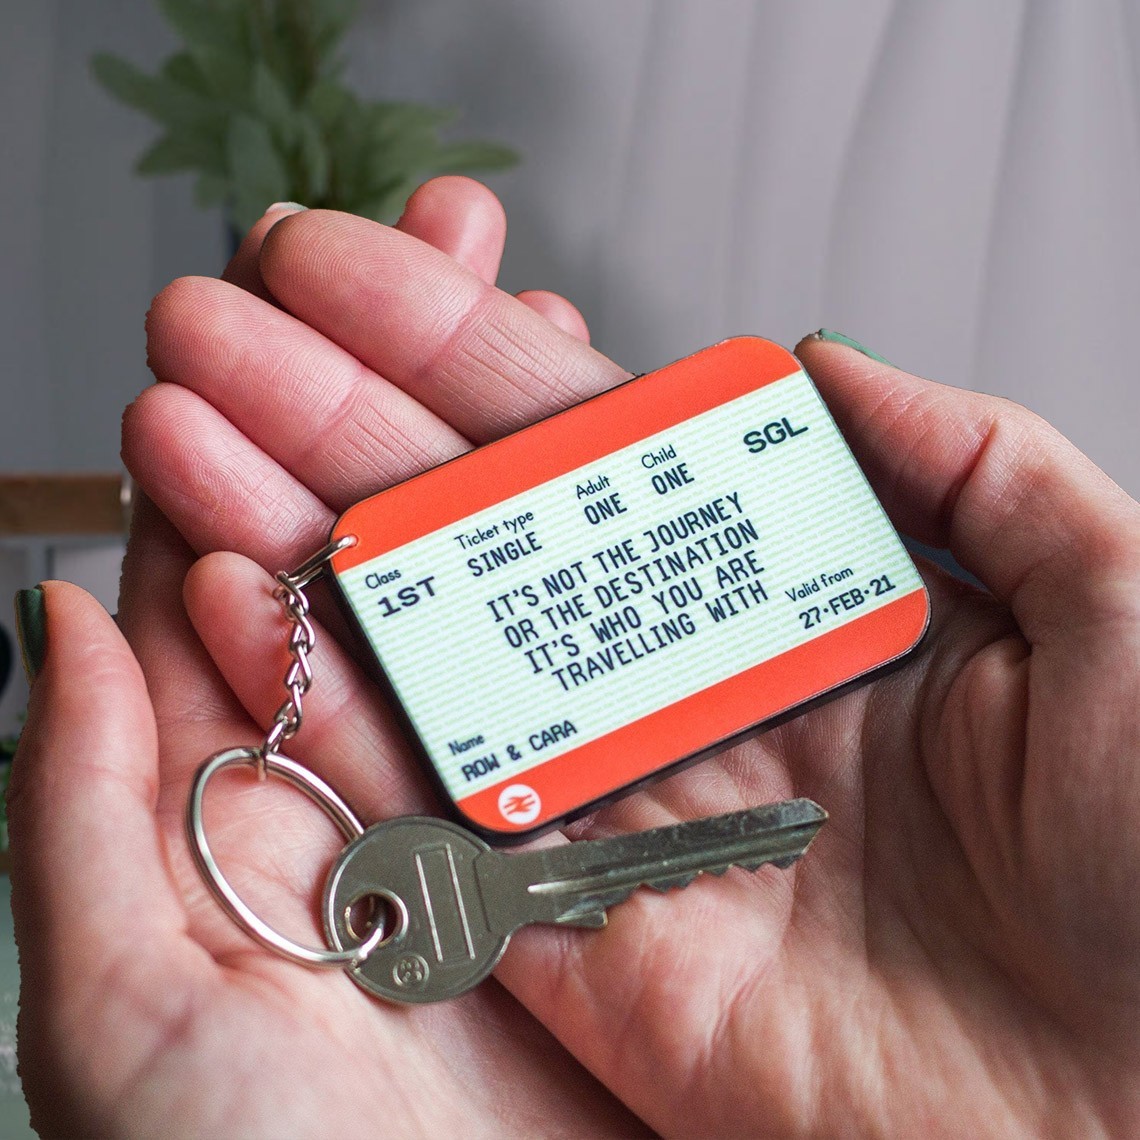 Class
1ST
Ticket type
SINGLE
Adult
ONE
Child
ONE
SGL
IT'S NOT THE JOURNEY
OR THE DESTINATION
IT'S WHO YOU ARE
TRAVELLING WITH
Valid from
27·FEB·21
Name
ROW & CARA